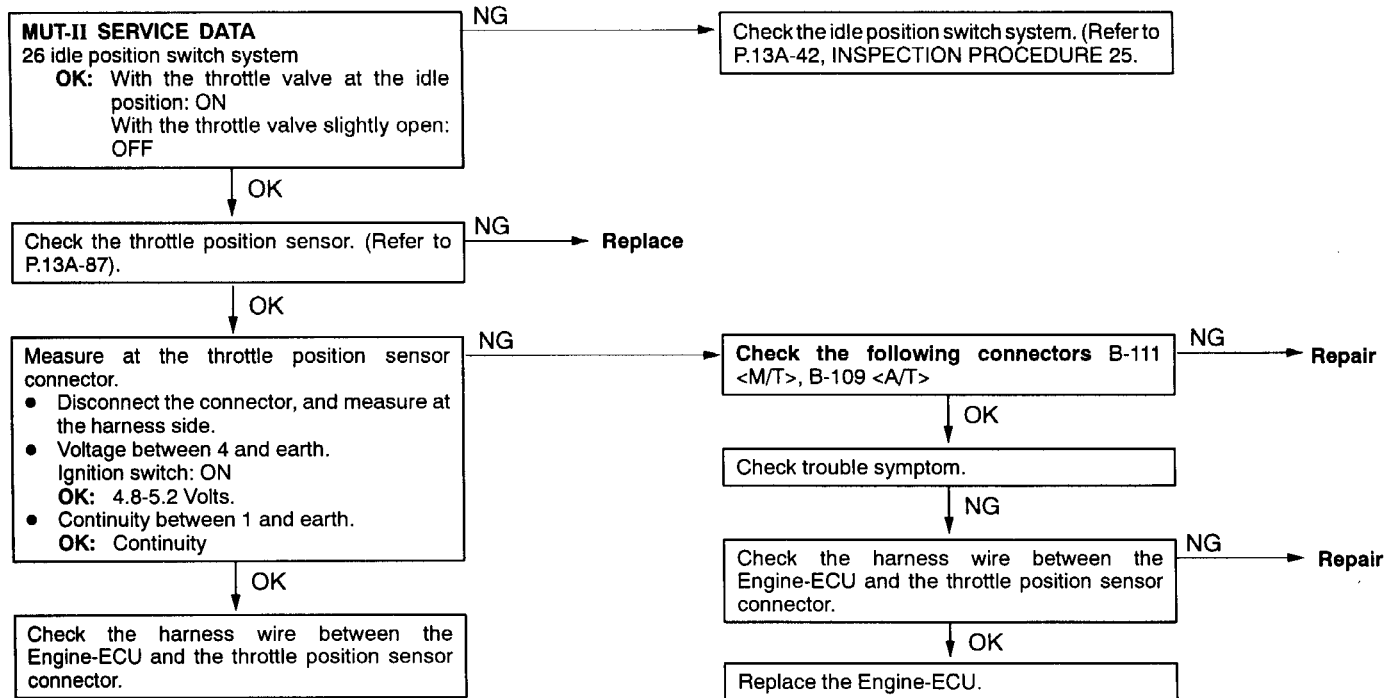 MUT-II SERVICE DATA
26 idle position switch system
OK: With the throttle valve at the idle
position: ON
With the throttle valve slightly open:
OFF
NG
Check the idle position switch system. (Refer to
P.13A-42, INSPECTION PROCEDURE 25.
OK
Check the throttle position sensor. (Refer to
P.13A-87).
NG
Replace
OK
Measure at the throttle position sensor
connector.
● Disconnect the connector, and measure at
the harness side.
● Voltage between 4 and earth.
Ignition switch: ON
OK: 4.8-5.2 Volts.
● Continuity between 1 and earth.
OK: Continuity
NG
Check the following connectors B-111
<M/T>, B-109 <A/T>
NG
Repair
OK
Check trouble symptom.
NG
Check the harness wire between the
Engine-ECU and the throttle position sensor
connector.
NG
Repair
OK
Replace the Engine-ECU.
OK
Check the harness wire between the
Engine-ECU and the throttle position sensor
connector.